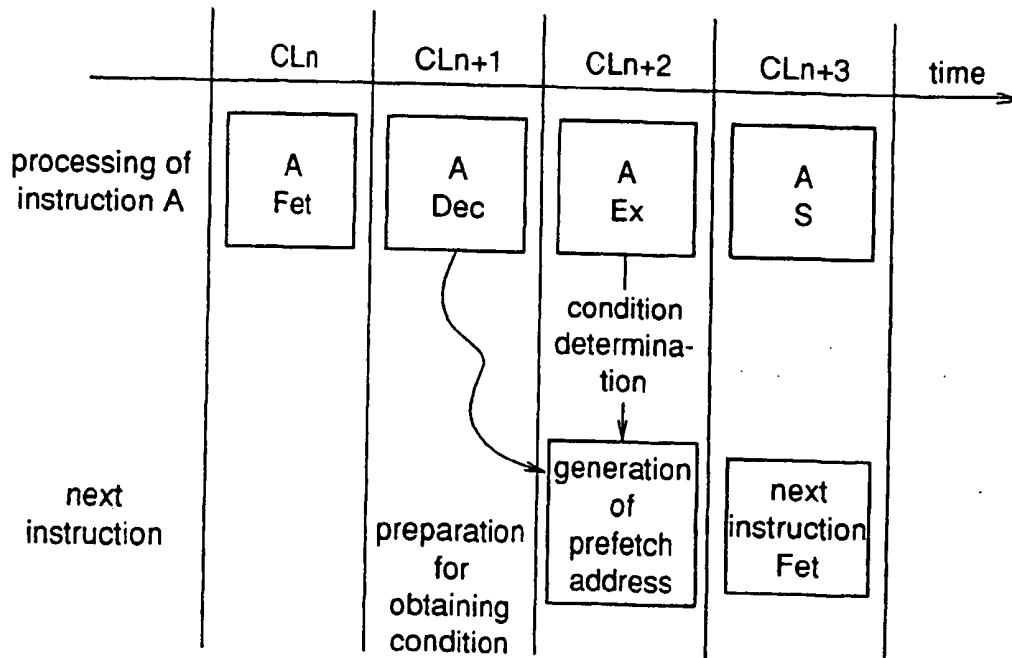 CLn
CLn+1
CLn+2
CLn+3
time
processing of
instruction A
A
Fet
A
Dec
A
Ex
A
S
condition
determina-
tion
next
instruction
preparation
for
obtaining
condition
generation
of
prefetch
address
next
instruction
Fet